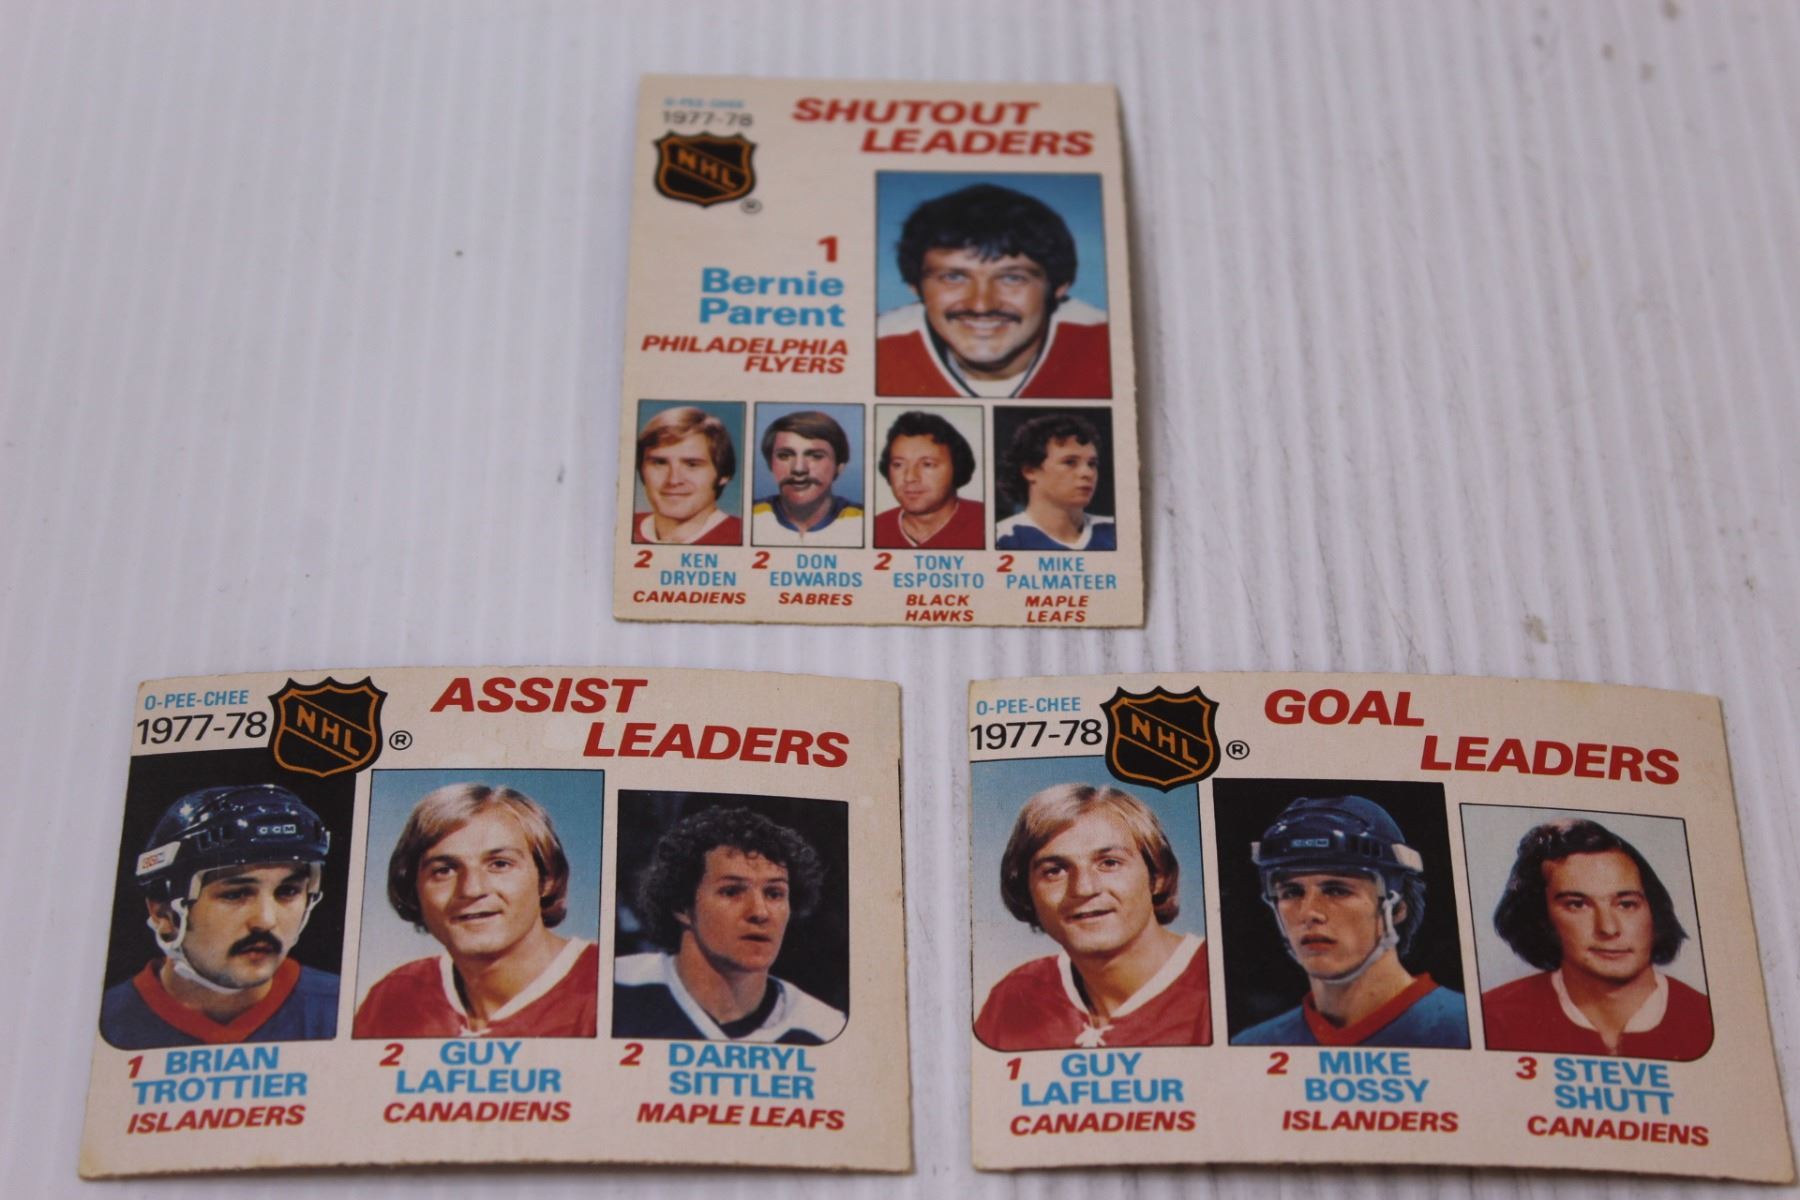 O-PEE-CHEE
1977-78
NHL
®
SHUTOUT
LEADERS
1
Bernie
Parent
PHILADELPHIA
FLYERS
2 KEN
DRYDEN
CANADIENS
2 DON
EDWARDS
SABRES
2 TONY
ESPOSITO
BLACK
HAWKS
2 MIKE
PALMATEER
MAPLE
LEAFS
O-PEE-CHEE
1977-78
NHL
®
ASSIST
LEADERS
CCM
1 BRIAN
TROTTIER
ISLANDERS
2 GUY
LAFLEUR
CANADIENS
2 DARRYL
SITTLER
MAPLE LEAFS
O-PEE-CHEE
1977-78
NHL
®
GOAL
LEADERS
1 GUY
LAFLEUR
CANADIENS
2 MIKE
BOSSY
ISLANDERS
3 STEVE
SHUTT
CANADIENS